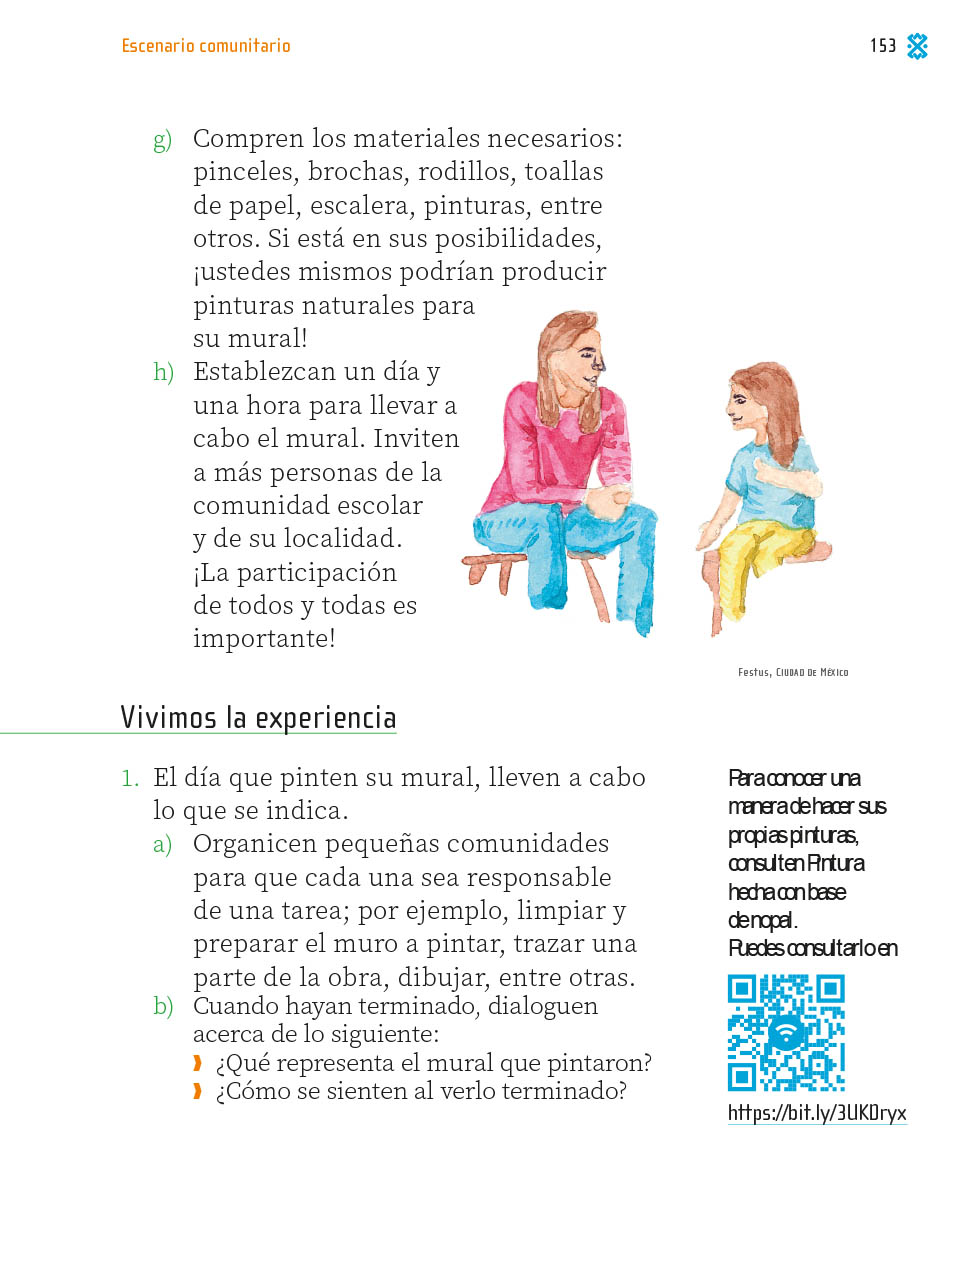 Escenario comunitario
153
g) Compren los materiales necesarios:
pinceles, brochas, rodillos, toallas
de papel, escalera, pinturas, entre
otros. Si está en sus posibilidades,
¡ustedes mismos podrían producir
pinturas naturales para
su mural!
h) Establezcan un día y
una hora para llevar a
cabo el mural. Inviten
a más personas de la
comunidad escolar
y de su localidad.
¡La participación
de todos y todas es
importante!
Festus, Ciudad de México
Vivimos la experiencia
1. El día que pinten su mural, lleven a cabo
lo que se indica.
a) Organicen pequeñas comunidades
para que cada una sea responsable
de una tarea; por ejemplo, limpiar y
preparar el muro a pintar, trazar una
parte de la obra, dibujar, entre otras.
b) Cuando hayan terminado, dialoguen
acerca de lo siguiente:
¿Qué representa el mural que pintaron?
¿Cómo se sienten al verlo terminado?
Para conocer una
manera de hacer sus
propias pinturas,
consulten Pintura
hecha con base
de nopal.
Puedes consultarlo en
https://bit.ly/3UKDryx